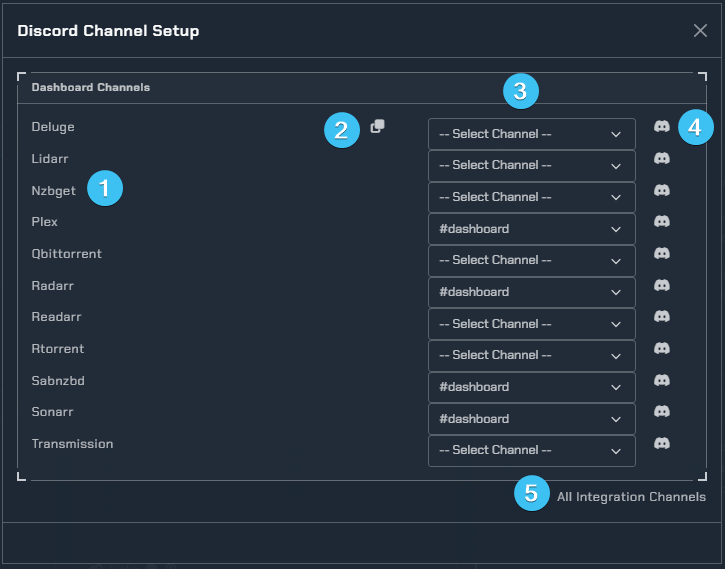 Discord Channel Setup
Dashboard Channels
3
Deluge 2 -- Select Channel -- 4
Lidarr -- Select Channel --
Nzbget 1 -- Select Channel --
Plex #dashboard
Qbittorrent -- Select Channel --
Radarr #dashboard
Readarr -- Select Channel --
Rtorrent -- Select Channel --
Sabnzbd #dashboard
Sonarr #dashboard
Transmission -- Select Channel --
5 All Integration Channels